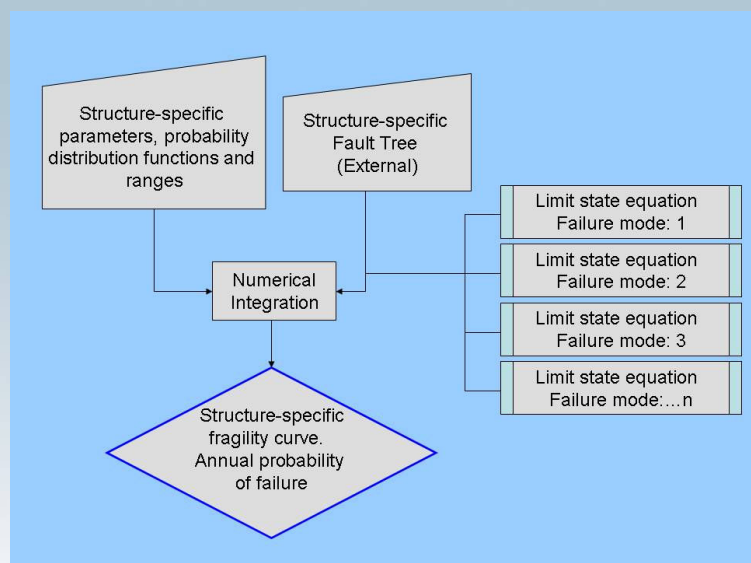 Structure-specific
parameters, probability
distribution functions and
ranges
Structure-specific
Fault Tree
(External)
Limit state equation
Failure mode: 1
Limit state equation
Failure mode: 2
Limit state equation
Failure mode: 3
Limit state equation
Failure mode:...n
Numerical
Integration
Structure-specific
fragility curve.
Annual probability
of failure